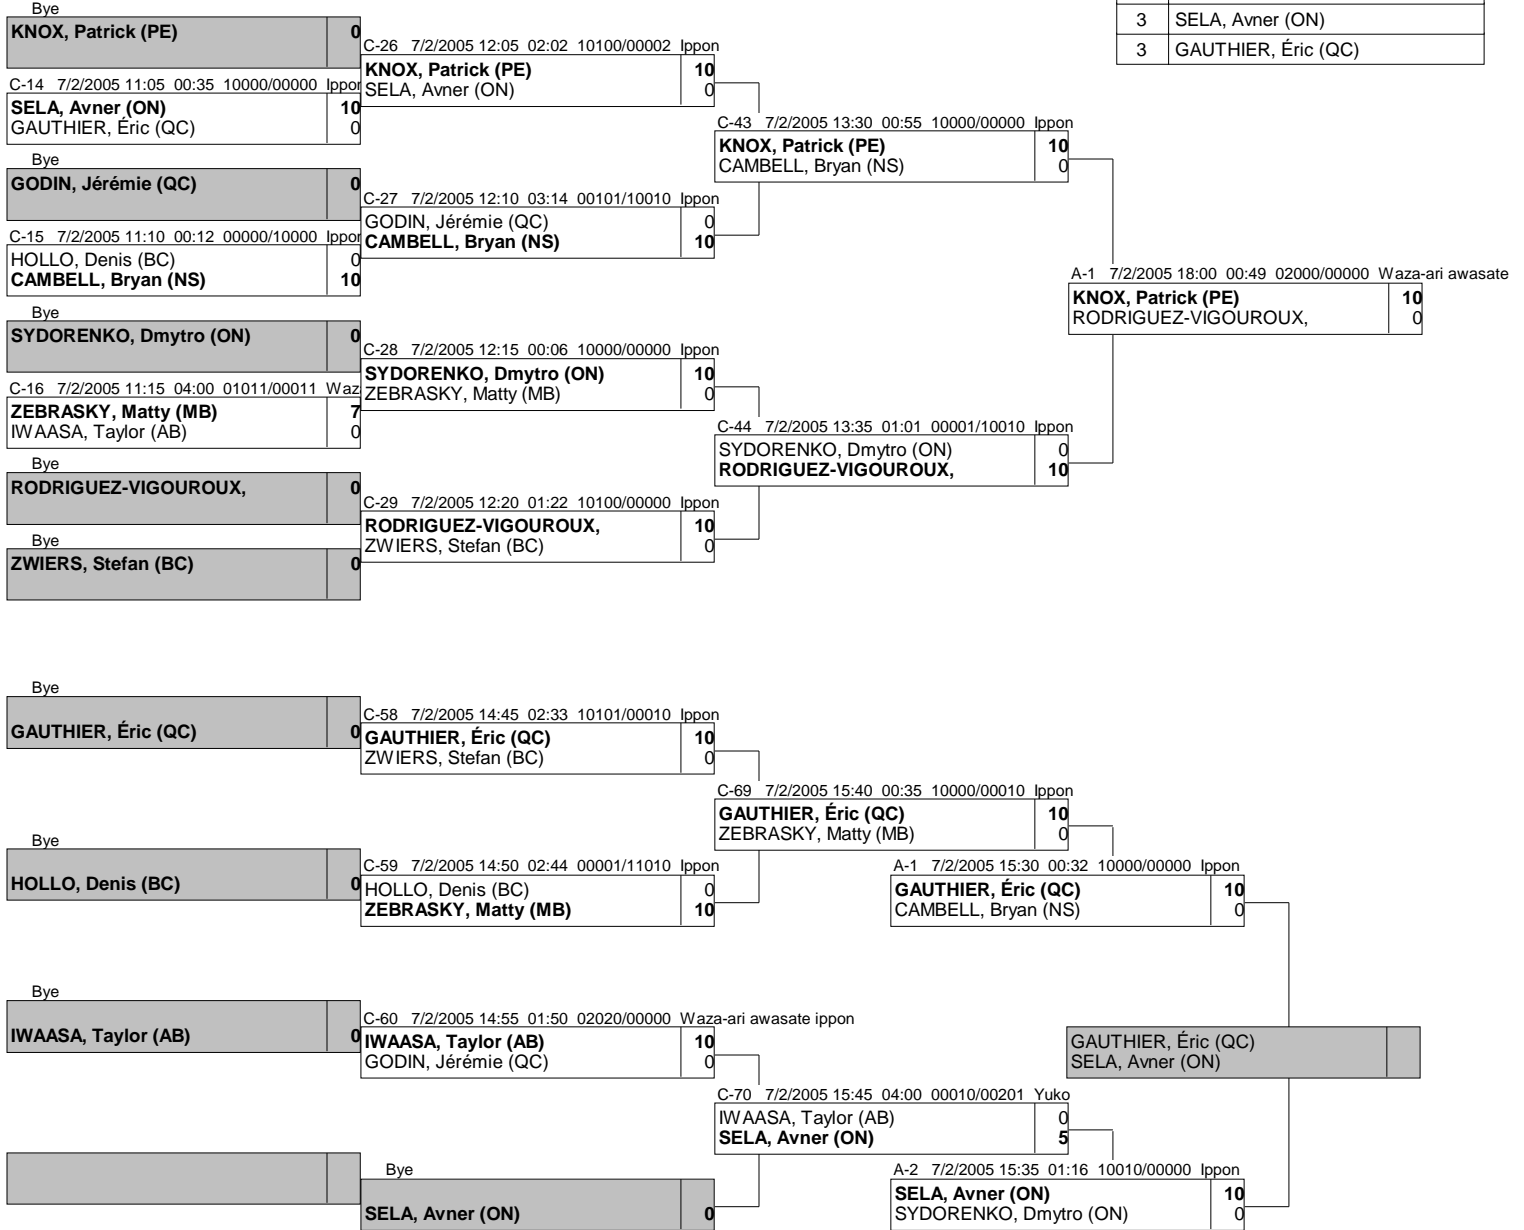 Bye
KNOX, Patrick (PE) 0
C-14 7/2/2005 11:05 00:35 10000/00000 Ippon
SELA, Avner (ON) 10
GAUTHIER, Éric (QC) 0
Bye
GODIN, Jérémie (QC) 0
C-15 7/2/2005 11:10 00:12 00000/10000 Ippon
HOLLO, Denis (BC) 0
CAMBELL, Bryan (NS) 10
Bye
SYDORENKO, Dmytro (ON) 0
C-16 7/2/2005 11:15 04:00 01011/00011 Waz
ZEBRASKY, Matty (MB) 7
IWAASA, Taylor (AB) 0
Bye
RODRIGUEZ-VIGOUROUX, 0
Bye
ZWIERS, Stefan (BC) 0
C-26 7/2/2005 12:05 02:02 10100/00002 Ippon
KNOX, Patrick (PE) 10
SELA, Avner (ON) 0
C-27 7/2/2005 12:10 03:14 00101/10010 Ippon
GODIN, Jérémie (QC) 0
CAMBELL, Bryan (NS) 10
C-28 7/2/2005 12:15 00:06 10000/00000 Ippon
SYDORENKO, Dmytro (ON) 10
ZEBRASKY, Matty (MB) 0
C-29 7/2/2005 12:20 01:22 10100/00000 Ippon
RODRIGUEZ-VIGOUROUX, 10
ZWIERS, Stefan (BC) 0
C-43 7/2/2005 13:30 00:55 10000/00000 Ippon
KNOX, Patrick (PE) 10
CAMBELL, Bryan (NS) 0
C-44 7/2/2005 13:35 01:01 00001/10010 Ippon
SYDORENKO, Dmytro (ON) 0
RODRIGUEZ-VIGOUROUX, 10
A-1 7/2/2005 18:00 00:49 02000/00000 Waza-ari awasate
KNOX, Patrick (PE) 10
RODRIGUEZ-VIGOUROUX, 0
3 SELA, Avner (ON)
3 GAUTHIER, Éric (QC)
Bye
GAUTHIER, Éric (QC) 0
Bye
HOLLO, Denis (BC) 0
Bye
IWAASA, Taylor (AB) 0
C-58 7/2/2005 14:45 02:33 10101/00010 Ippon
GAUTHIER, Éric (QC) 10
ZWIERS, Stefan (BC) 0
C-59 7/2/2005 14:50 02:44 00001/11010 Ippon
HOLLO, Denis (BC) 0
ZEBRASKY, Matty (MB) 10
C-60 7/2/2005 14:55 01:50 02020/00000 Waza-ari awasate ippon
IWAASA, Taylor (AB) 10
GODIN, Jérémie (QC) 0
Bye
SELA, Avner (ON) 0
C-69 7/2/2005 15:40 00:35 10000/00010 Ippon
GAUTHIER, Éric (QC) 10
ZEBRASKY, Matty (MB) 0
C-70 7/2/2005 15:45 04:00 00010/00201 Yuko
IWAASA, Taylor (AB) 0
SELA, Avner (ON) 5
A-1 7/2/2005 15:30 00:32 10000/00000 Ippon
GAUTHIER, Éric (QC) 10
CAMBELL, Bryan (NS) 0
A-2 7/2/2005 15:35 01:16 10010/00000 Ippon
SELA, Avner (ON) 10
SYDORENKO, Dmytro (ON) 0
GAUTHIER, Éric (QC)
SELA, Avner (ON)